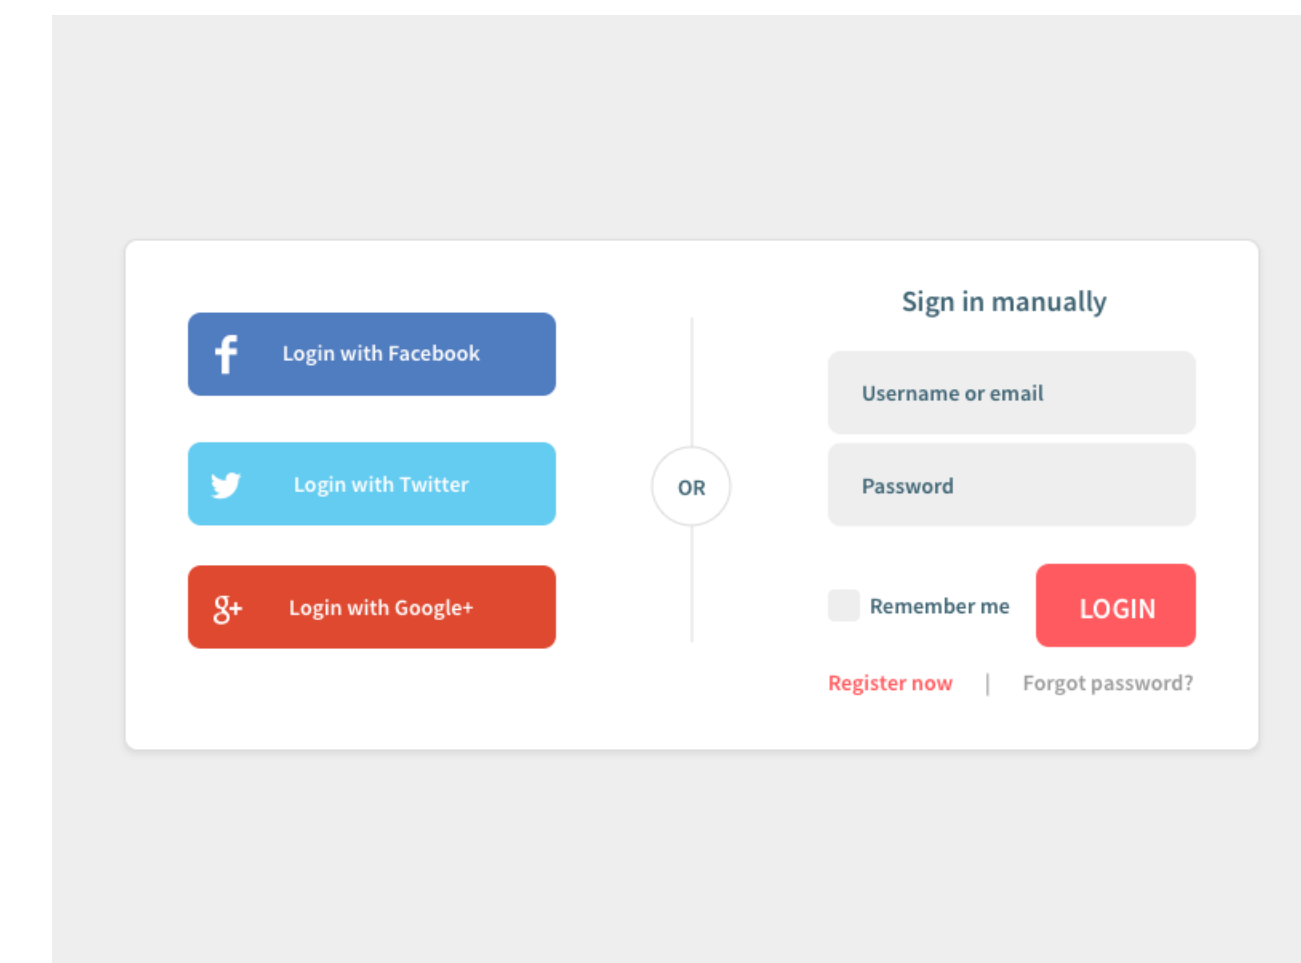 Login with Facebook
Login with Twitter
g+ Login with Google+
OR
Sign in manually
Username or email
Password
Remember me
LOGIN
Register now | Forgot password?